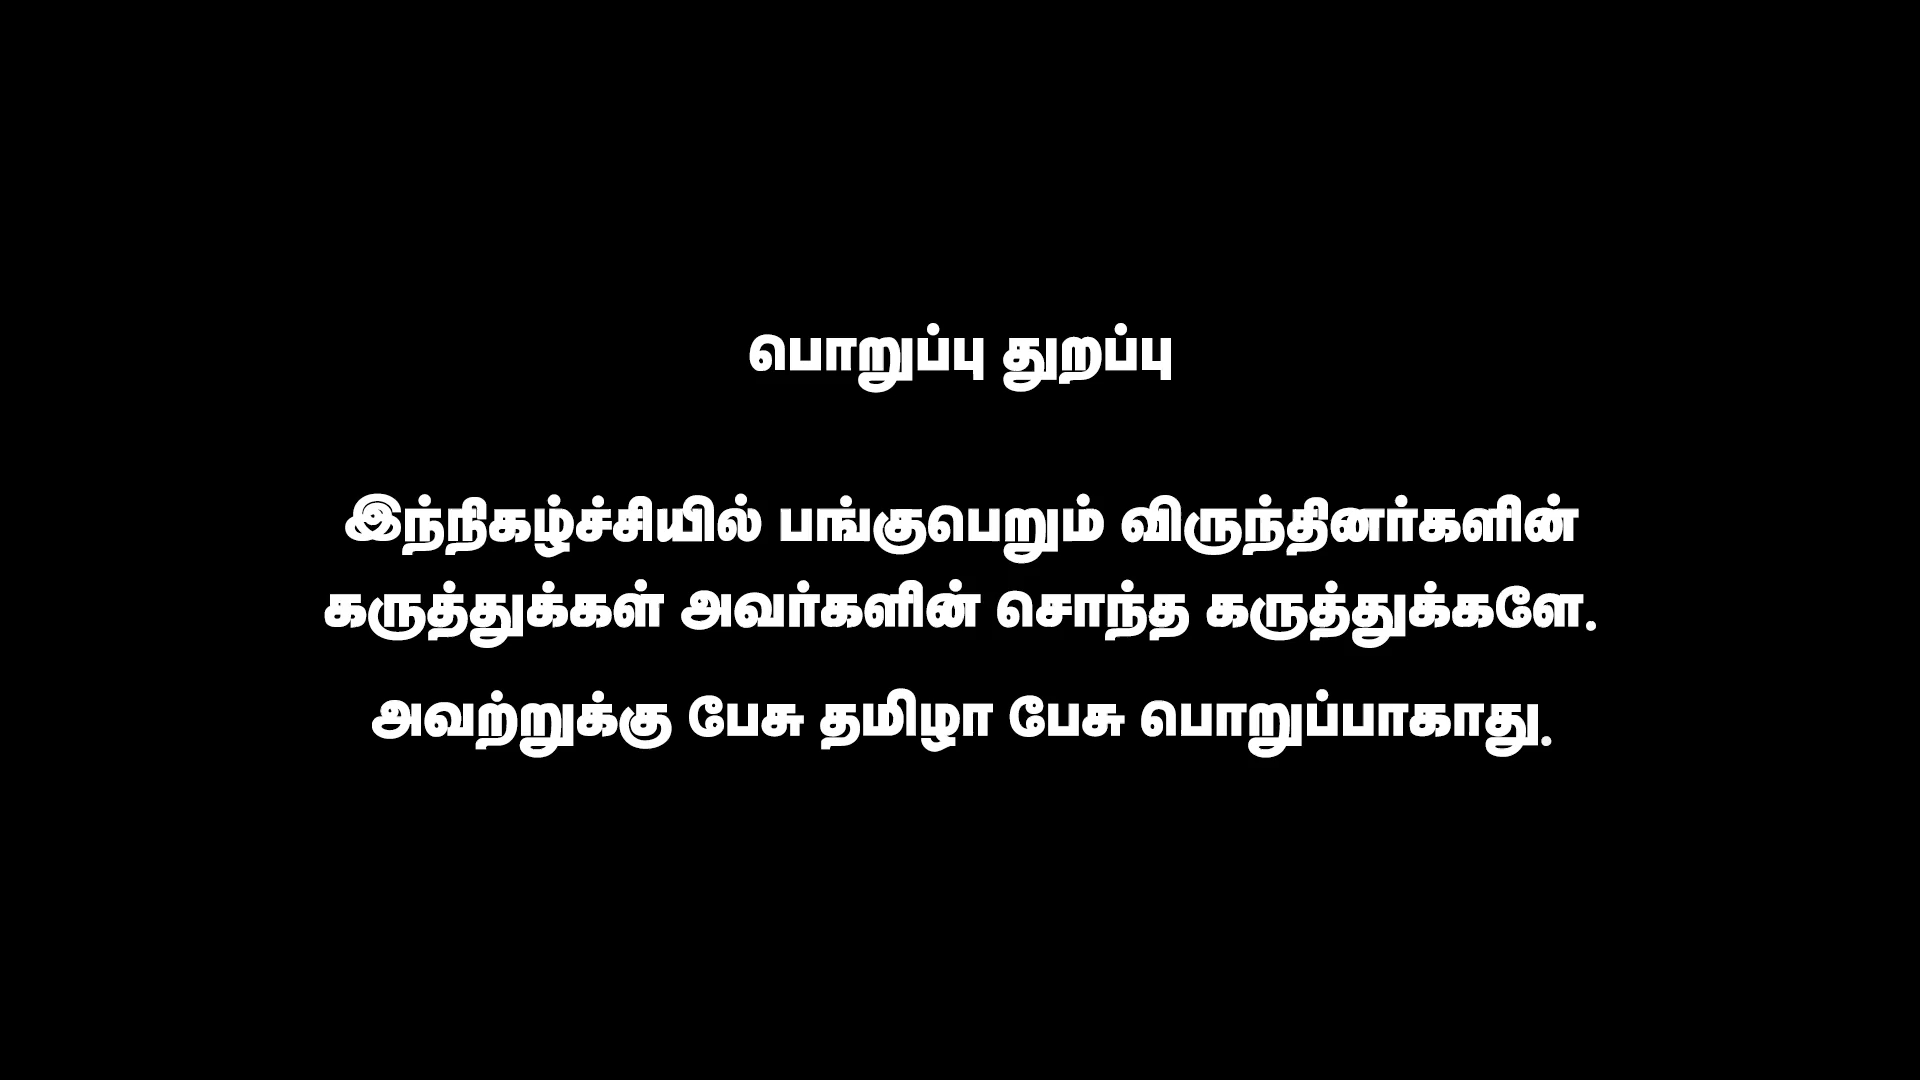 பொறுப்பு துறப்பு
இந்நிகழ்ச்சியில் பங்குபெறும் விருந்தினர்களின்
கருத்துக்கள் அவர்களின் சொந்த கருத்துக்களே.
அவற்றுக்கு பேசு தமிழா பேசு பொறுப்பாகாது.